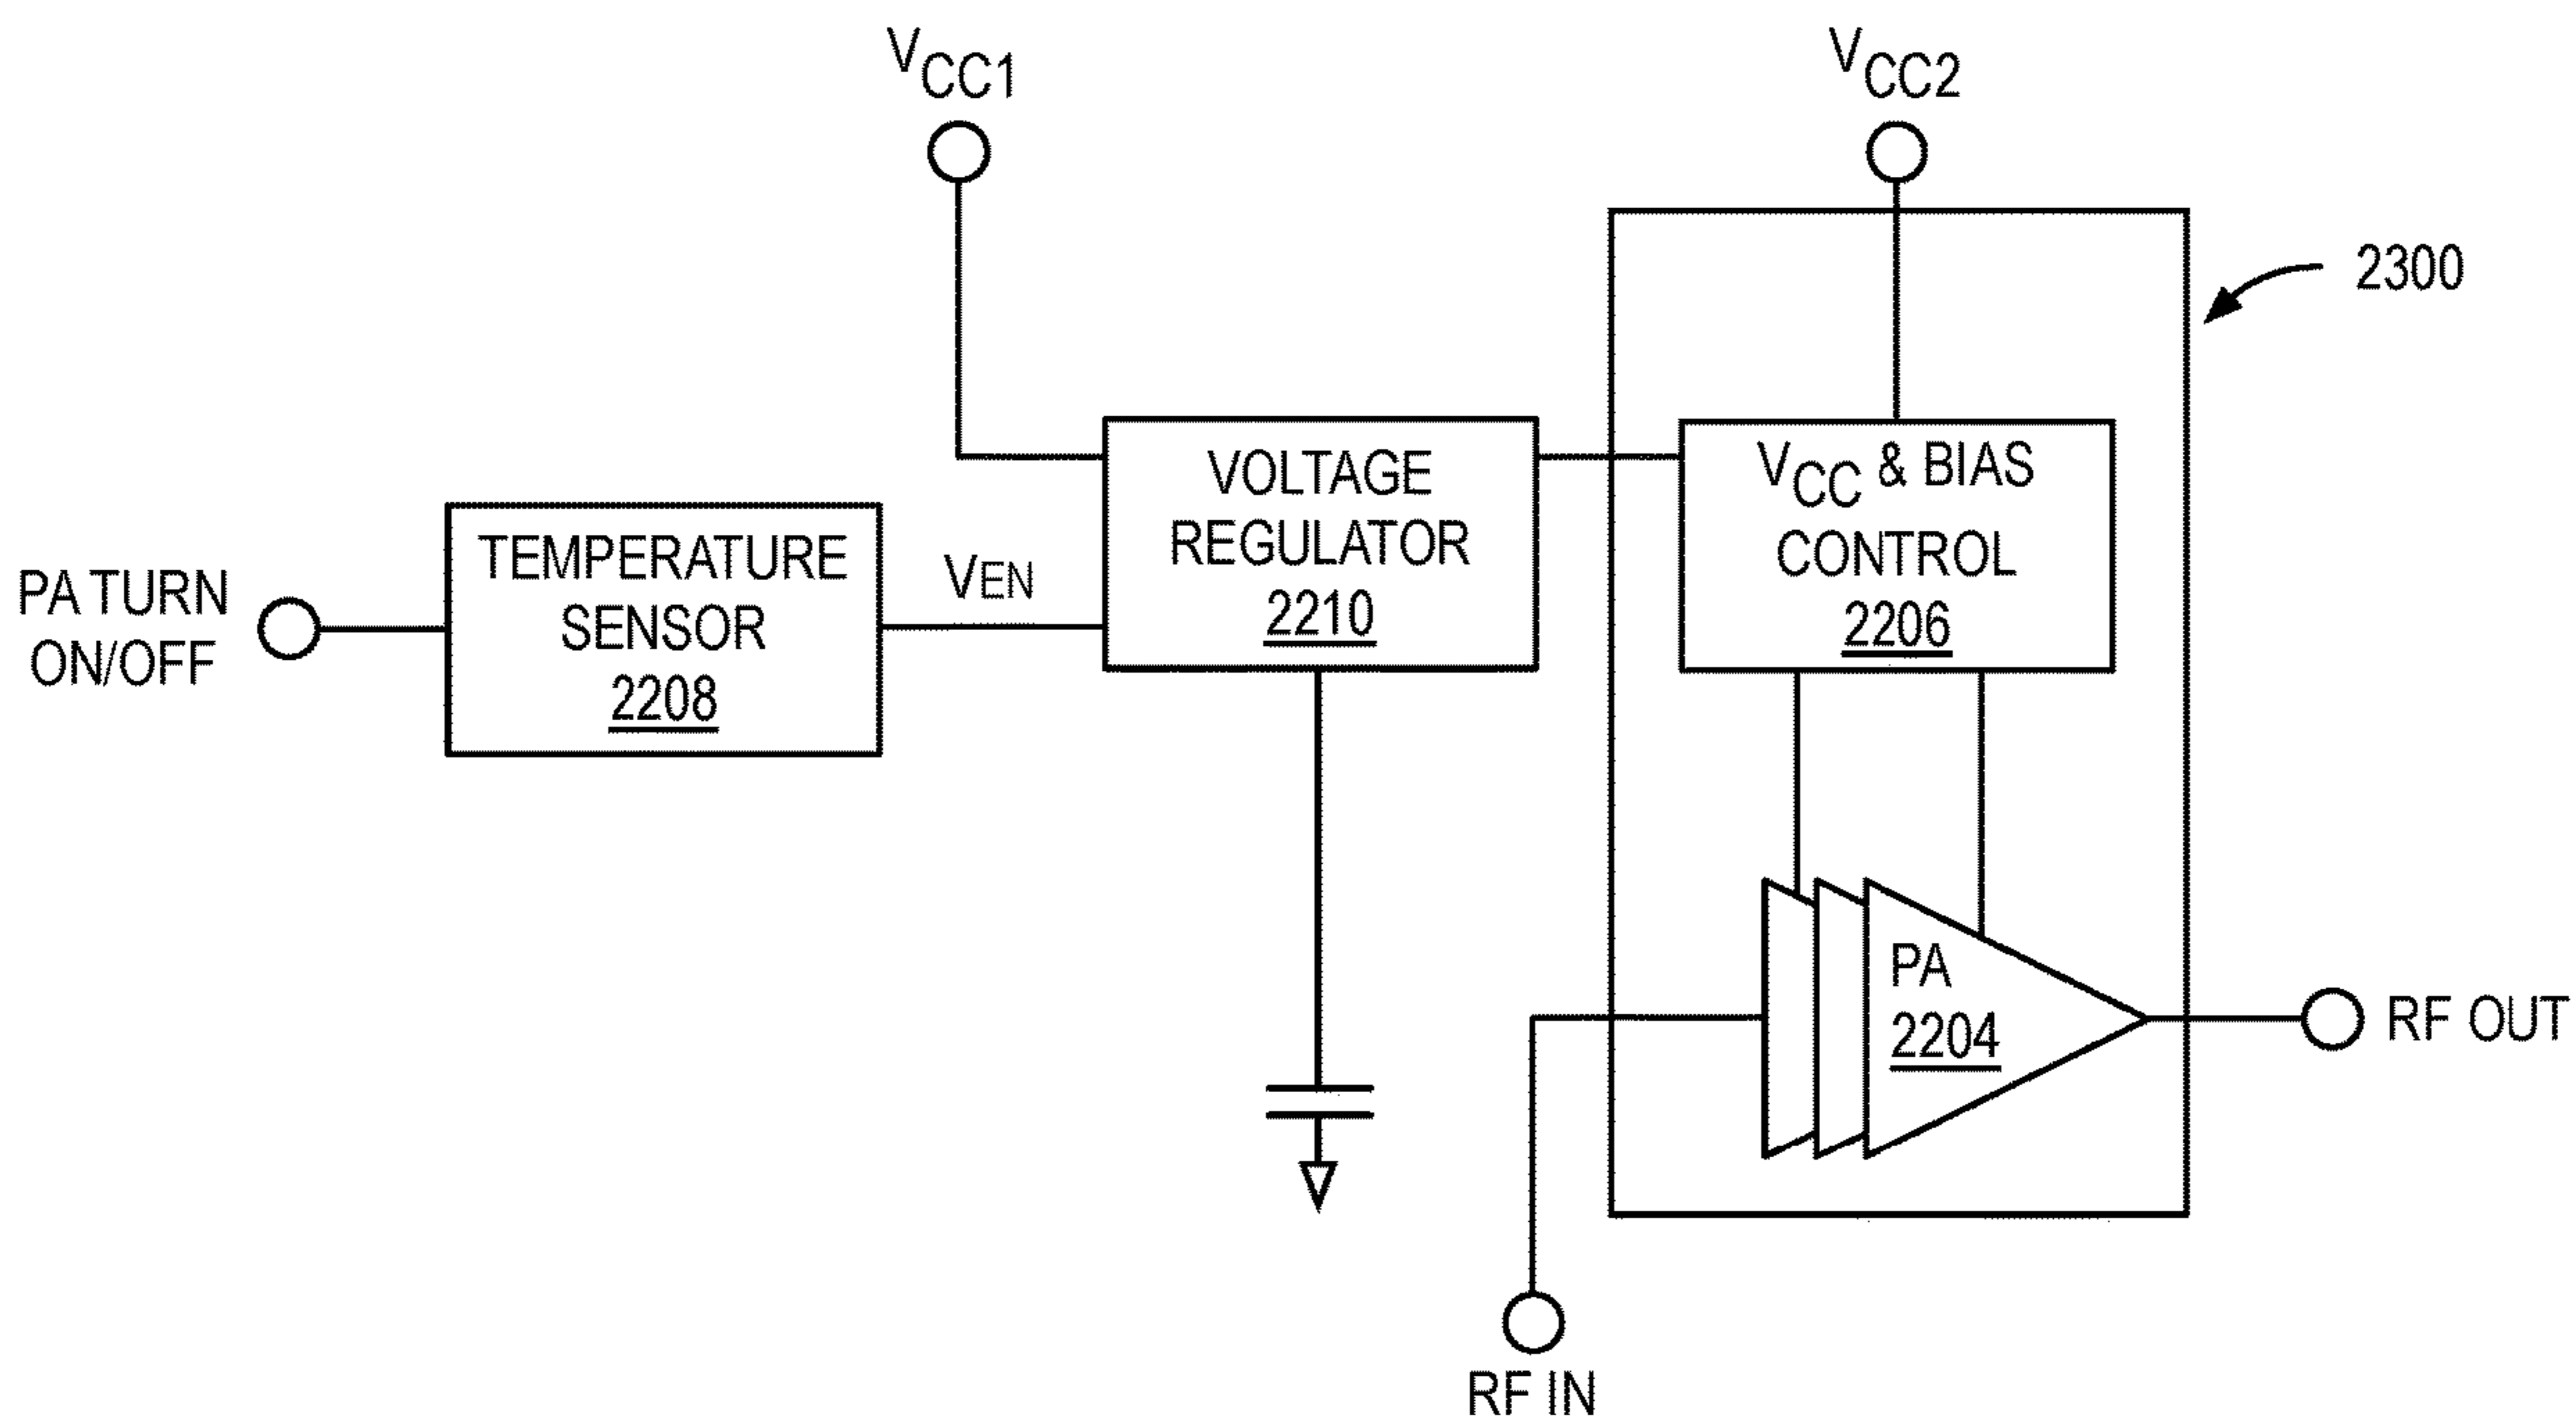 VCC1
VCC2
2300
PA TURN
ON/OFF
TEMPERATURE
SENSOR
2208
VEN
VOLTAGE
REGULATOR
2210
VCC & BIAS
CONTROL
2206
PA
2204
RF OUT
RF IN